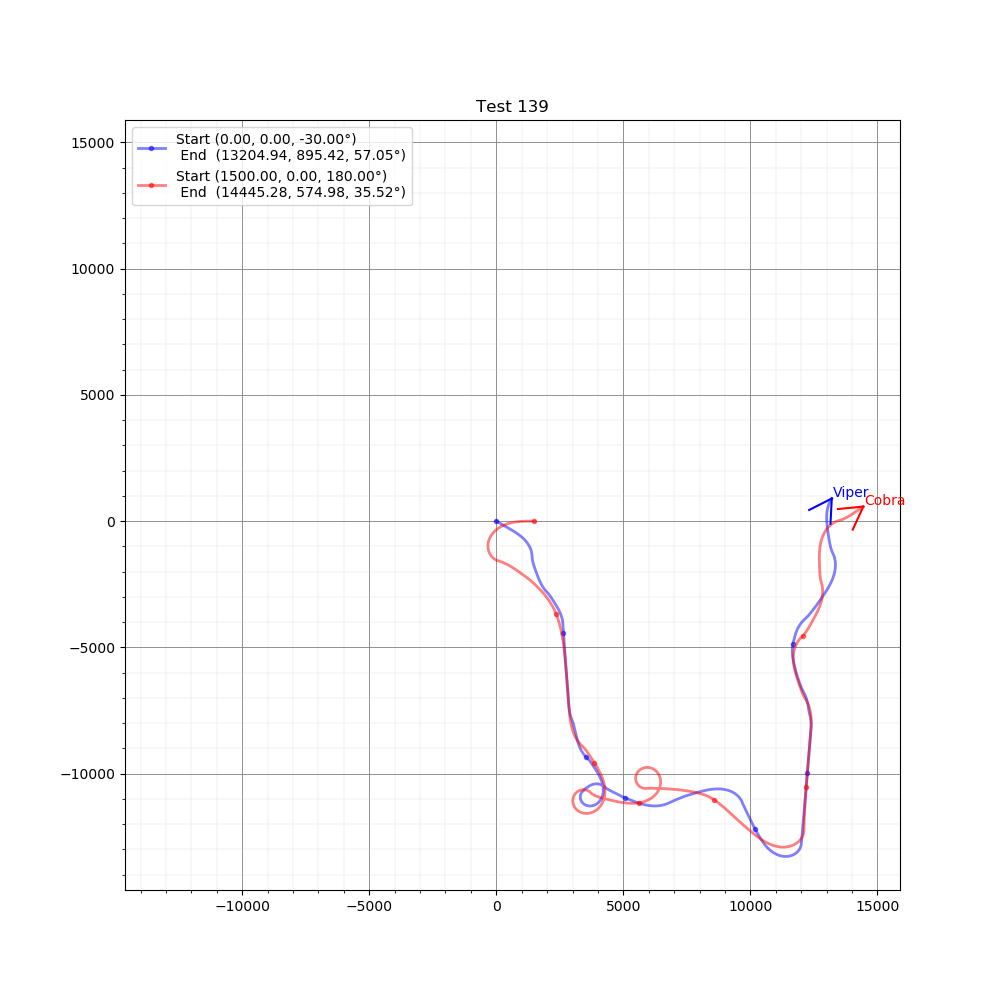 Test 139
Start (0.00, 0.00, -30.00°)
End (13204.94, 895.42, 57.05°)
Start (1500.00, 0.00, 180.00°)
End (14445.28, 574.98, 35.52°)
15000
10000
5000
0
−5000
−10000
Viper
Cobra
−10000 −5000 0 5000 10000 15000